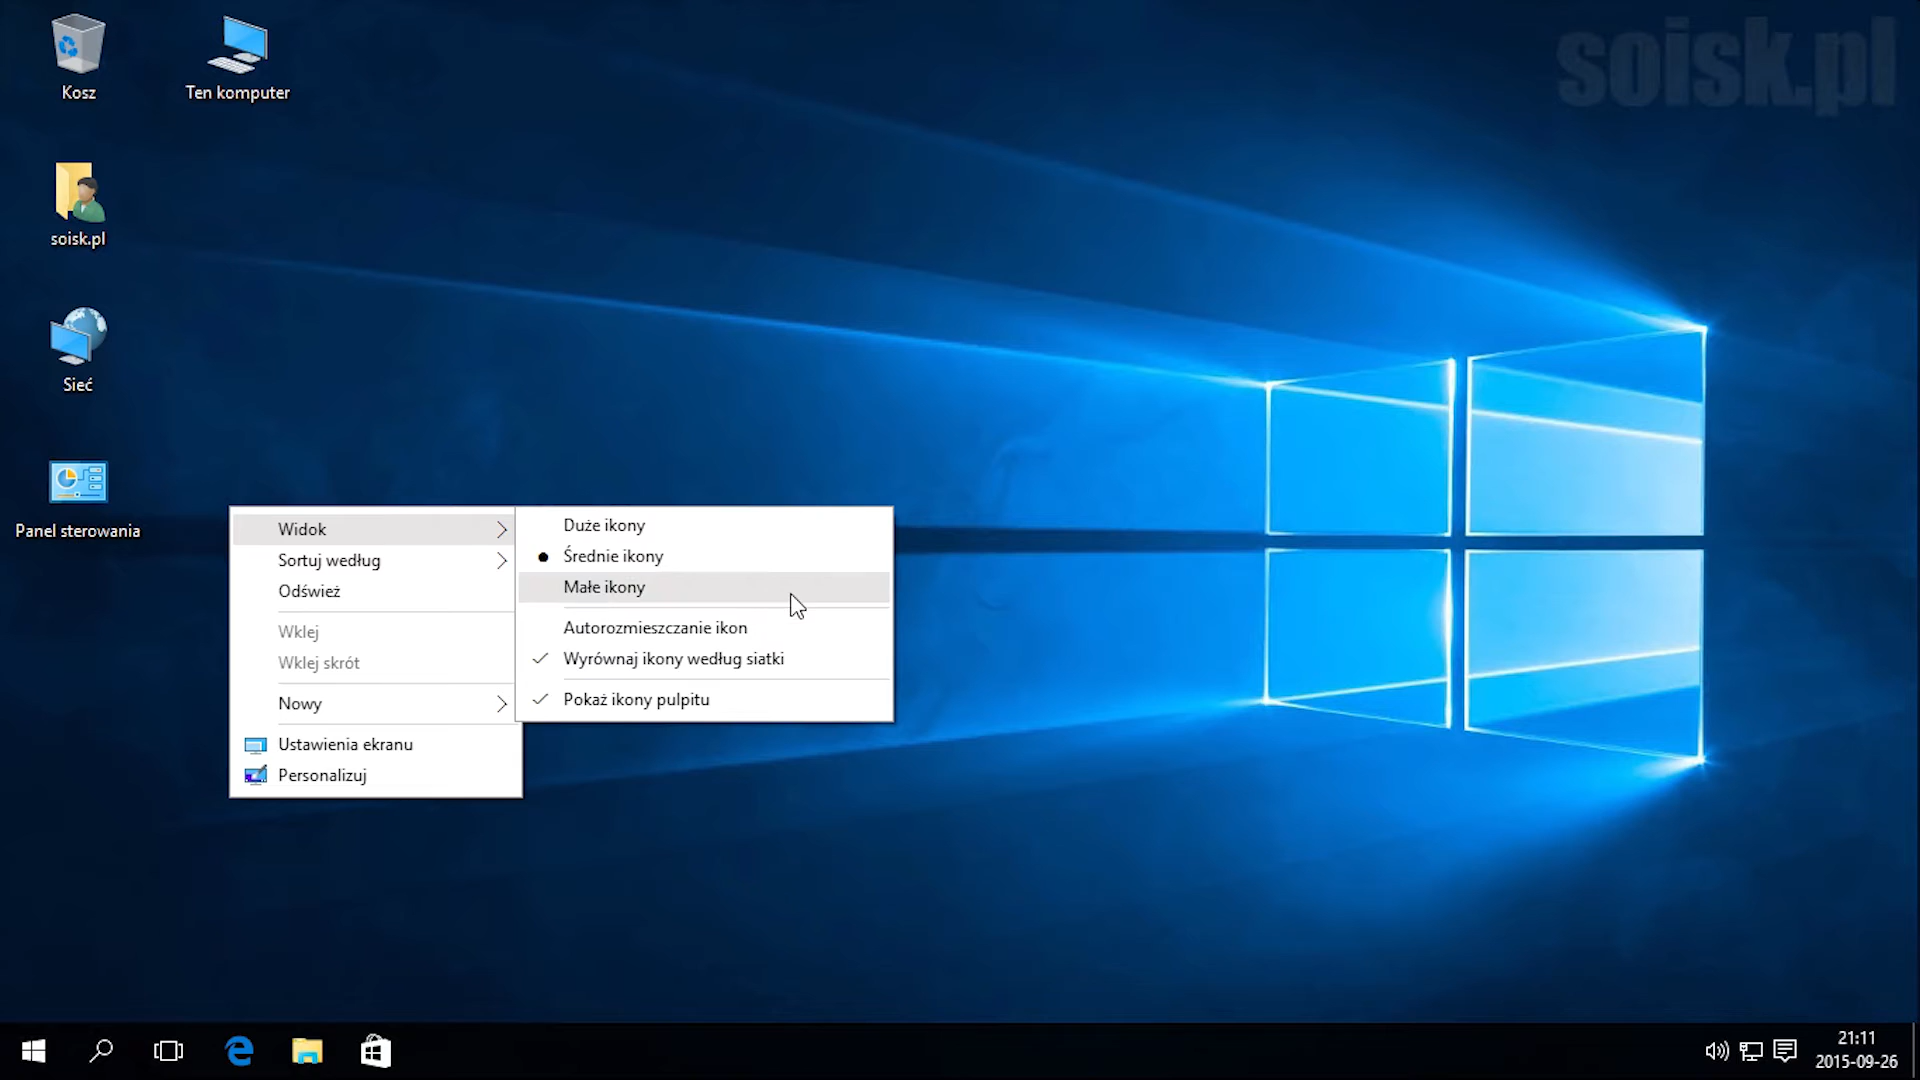 soisk.pl
Kosz
Ten komputer
soisk.pl
Sieć
Panel sterowania
Widok
Sortuj według
Odśwież
Wklej
Wklej skrót
Nowy
Ustawienia ekranu
Personalizuj
Duże ikony
Średnie ikony
Małe ikony
Autorozmieszczanie ikon
Wyrównaj ikony według siatki
Pokaż ikony pulpitu
21:11
2015-09-26